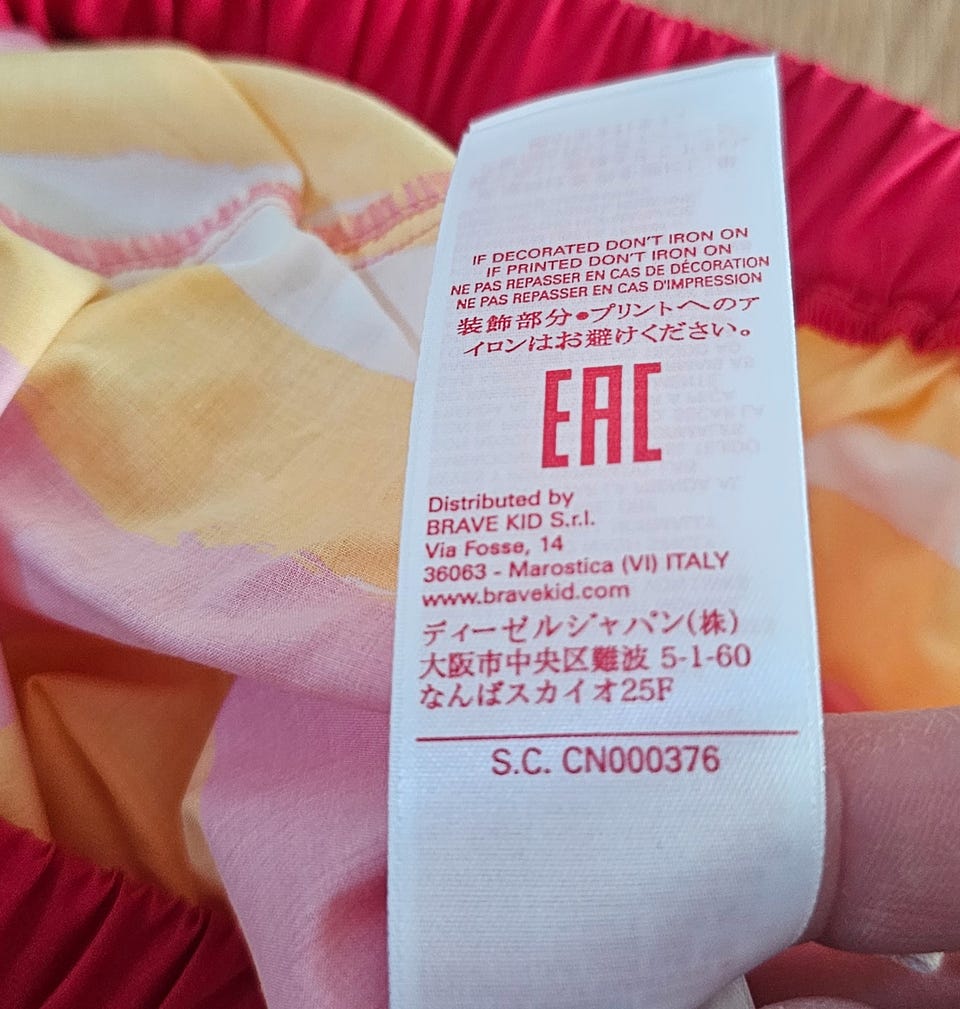 IF DECORATED DON'T IRON ON
IF PRINTED DON'T IRON ON
NE PAS REPASSER EN CAS DE DÉCORATION
NE PAS REPASSER EN CAS D'IMPRESSION
装飾部分●プリントへのア
イロンはお避けください。
EAC
Distributed by
BRAVE KID S.r.l.
Via Fosse, 14
36063 - Marostica (VI) ITALY
www.bravekid.com
ディーゼルジャパン(株)
大阪市中央区難波 5-1-60
なんばスカイオ25F
S.C. CN000376